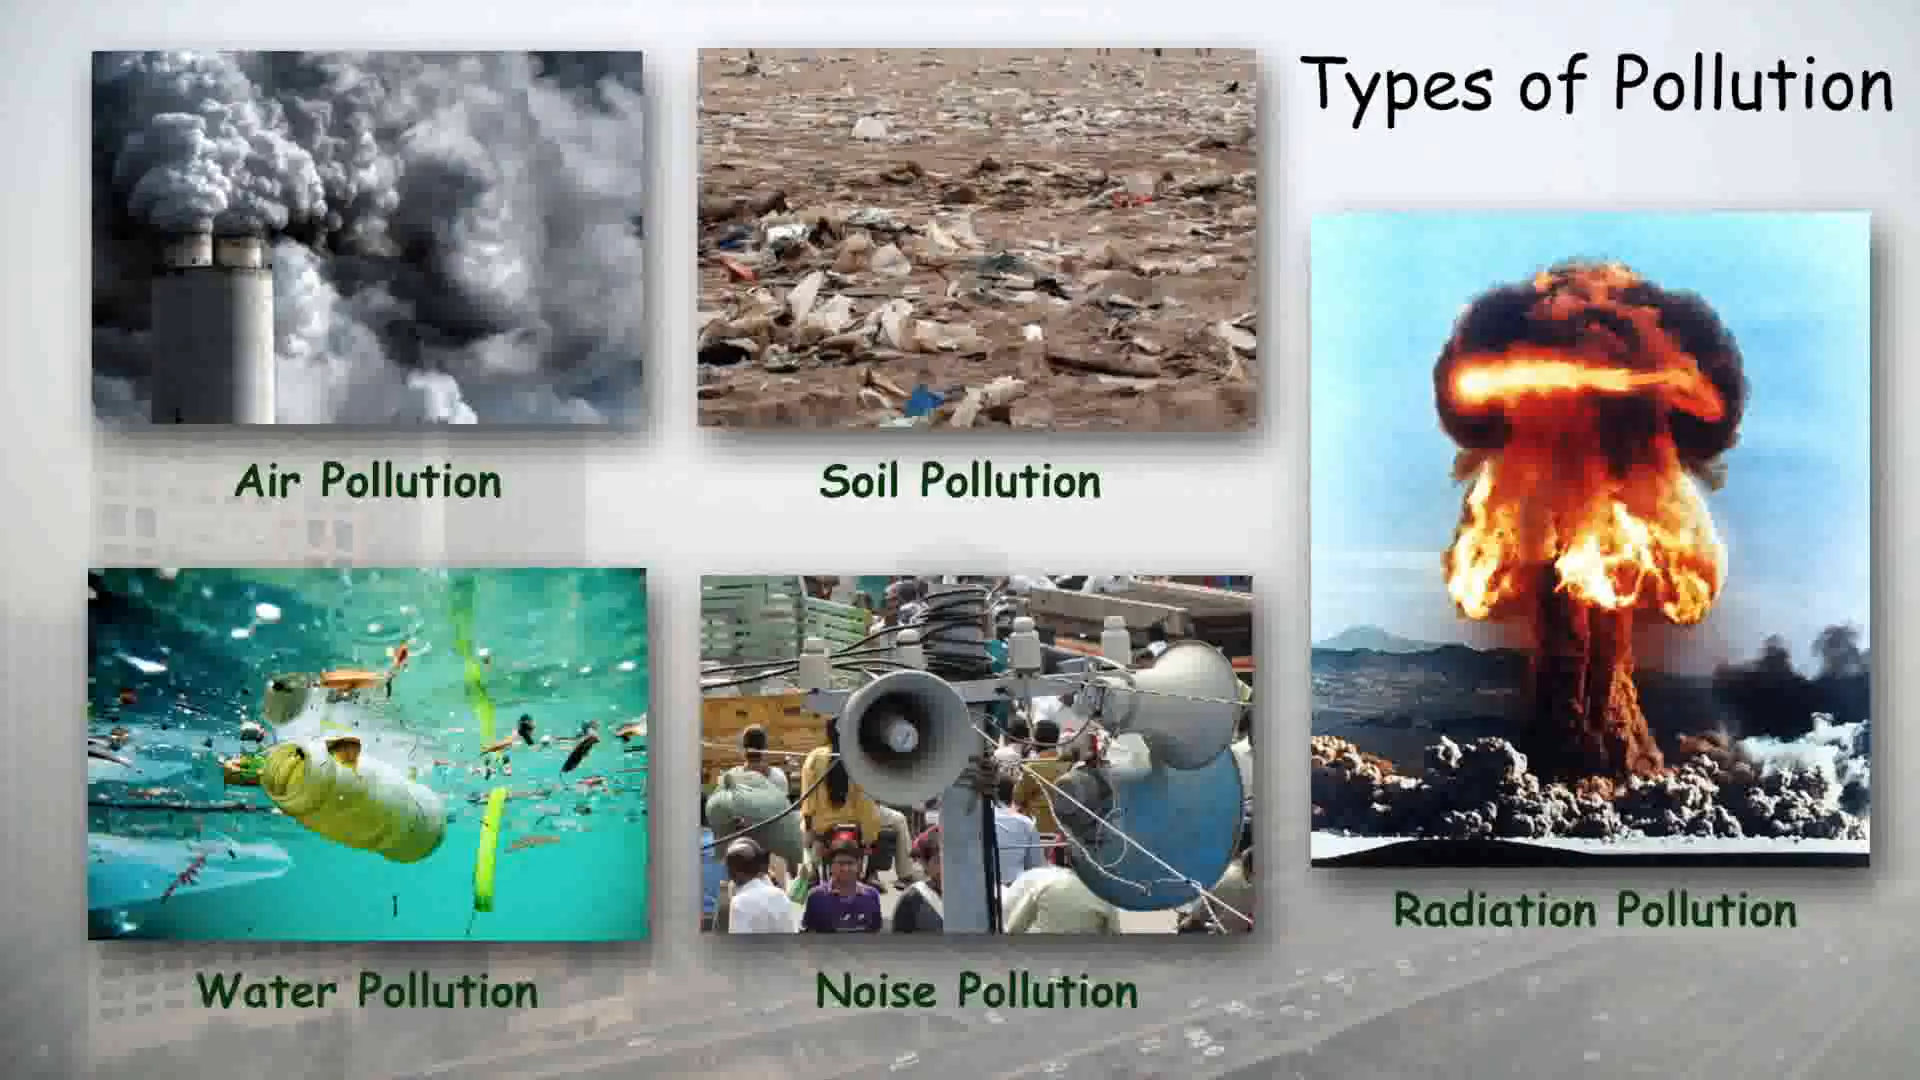 Types of Pollution
Air Pollution
Soil Pollution
Water Pollution
Noise Pollution
Radiation Pollution